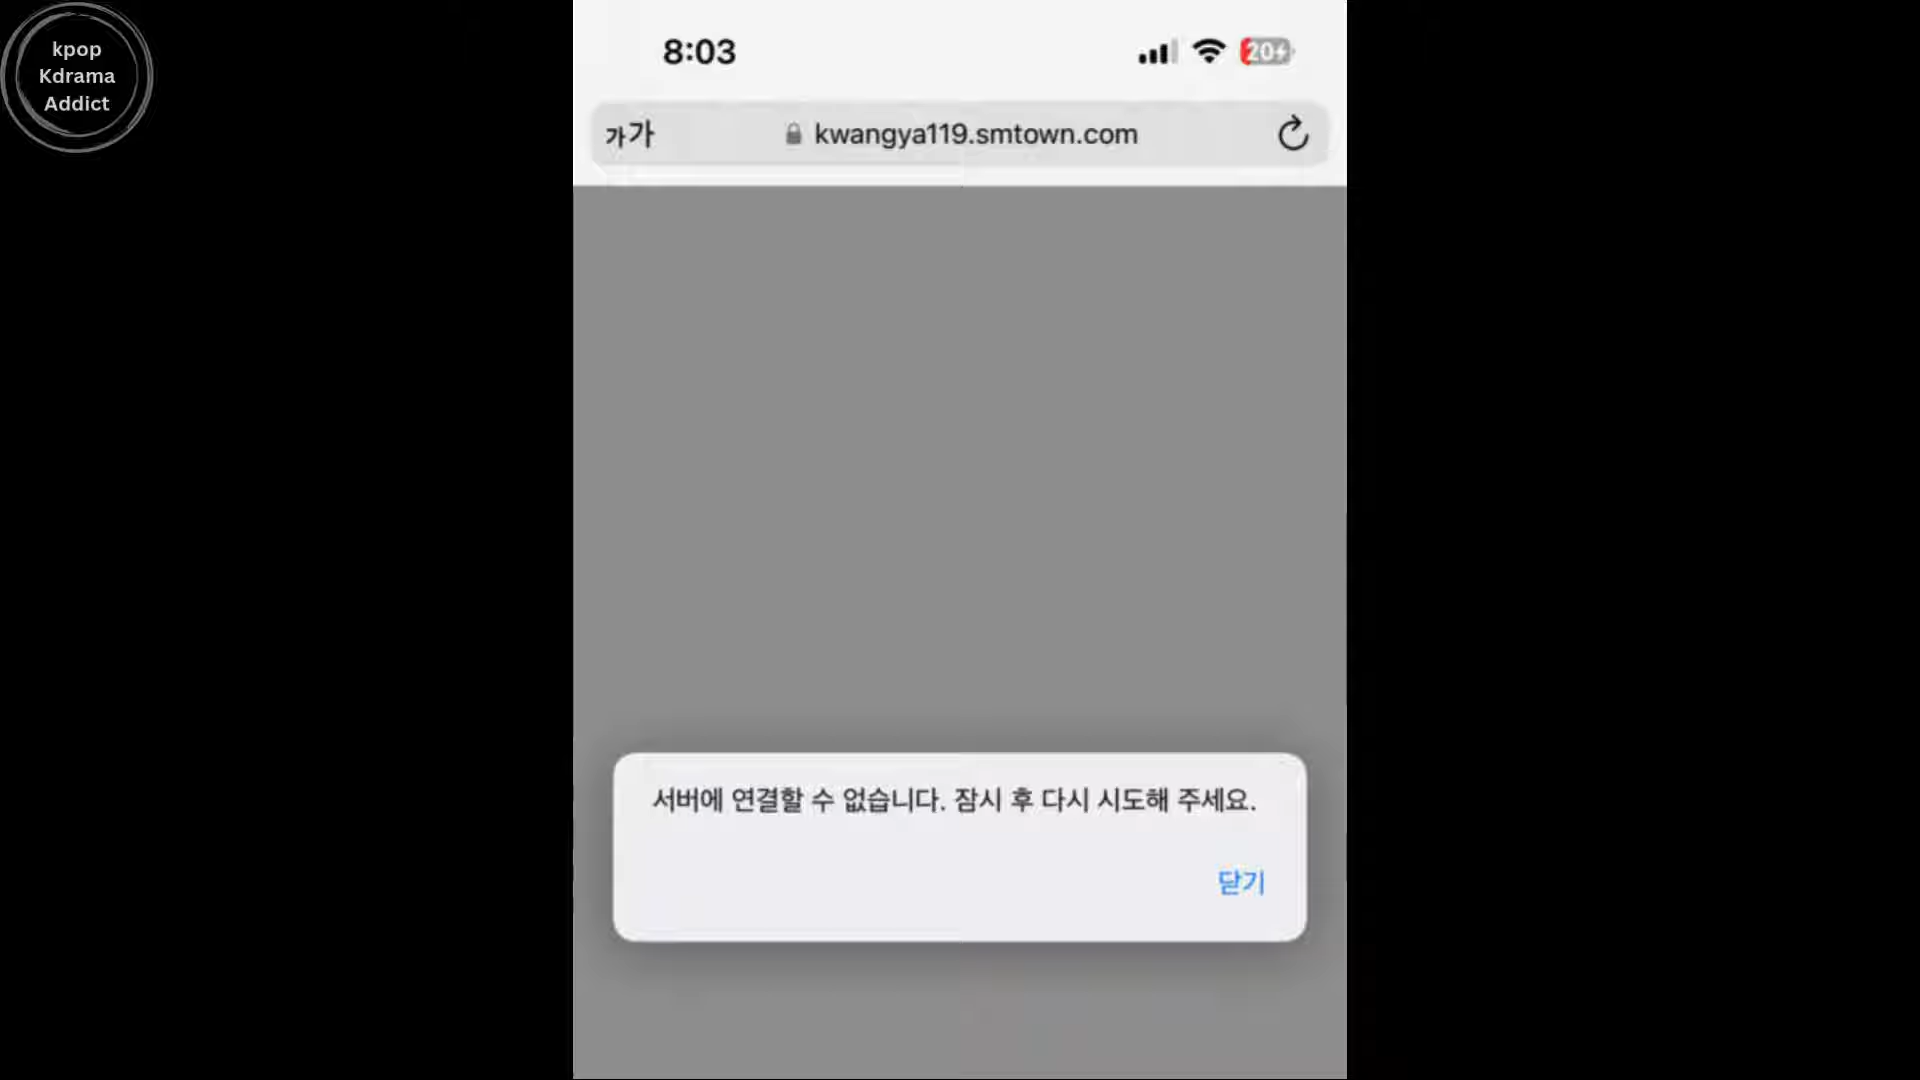 kpop
Kdrama
Addict
8:03
20
가가
kwangya119.smtown.com
서버에 연결할 수 없습니다. 잠시 후 다시 시도해 주세요.
닫기